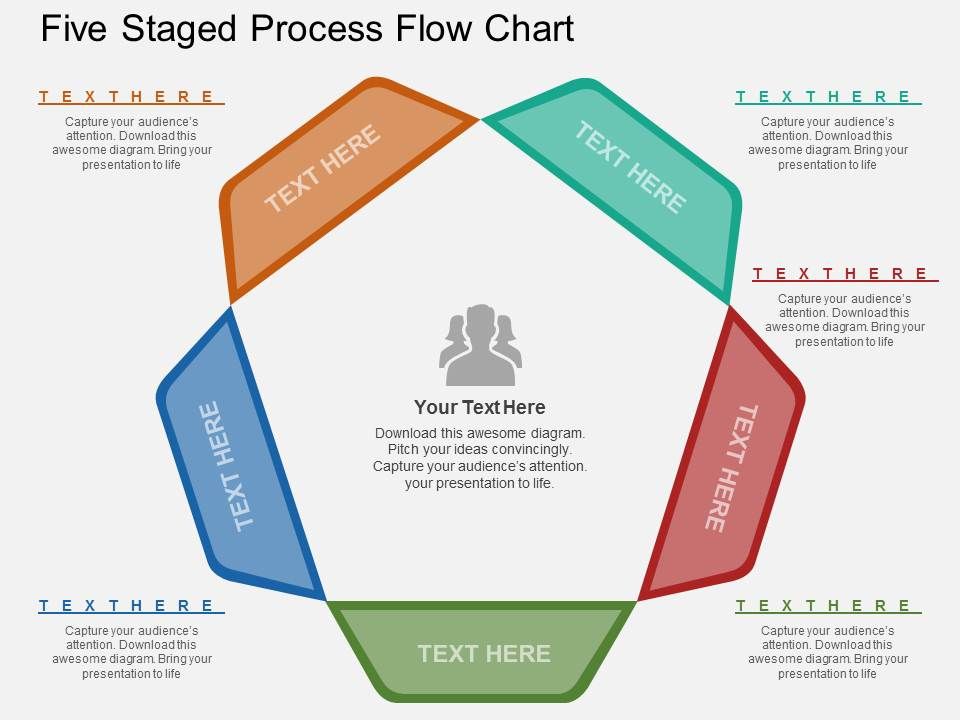 Five Staged Process Flow Chart
T E X T H E R E
Capture your audience's
attention. Download this
awesome diagram. Bring your
presentation to life
TEXT HERE
TEXT HERE
T E X T H E R E
Capture your audience's
attention. Download this
awesome diagram. Bring your
presentation to life
T E X T H E R E
Capture your audience's
attention. Download this
awesome diagram. Bring your
presentation to life
TEXT HERE
Your Text Here
Download this awesome diagram.
Pitch your ideas convincingly.
Capture your audience's attention.
your presentation to life.
TEXT HERE
T E X T H E R E
Capture your audience's
attention. Download this
awesome diagram. Bring your
presentation to life
TEXT HERE
T E X T H E R E
Capture your audience's
attention. Download this
awesome diagram. Bring your
presentation to life